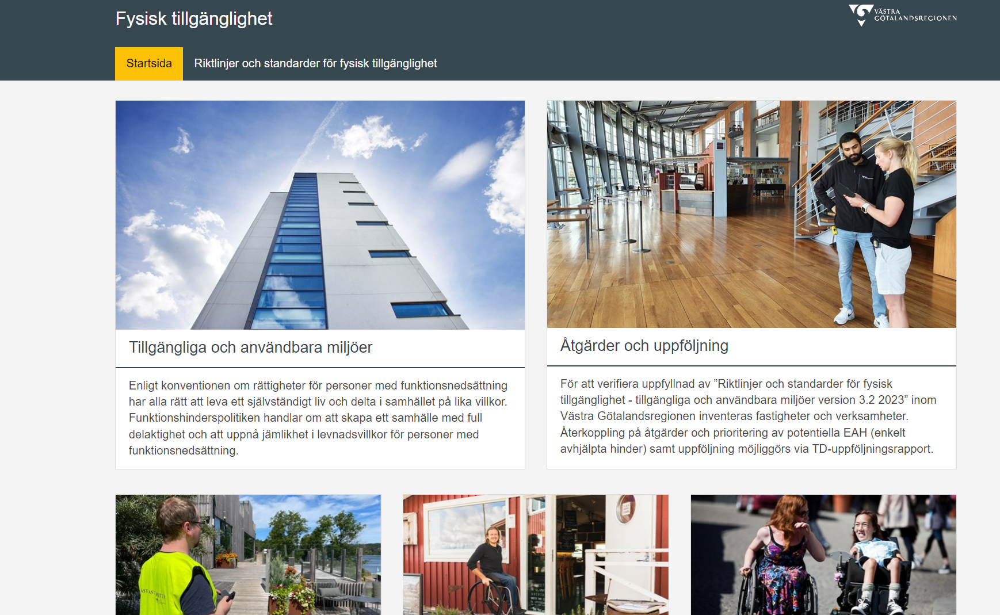 Fysisk tillgänglighet
VÄSTRA
GÖTALANDSREGIONEN
Startsida
Riktlinjer och standarder för fysisk tillgänglighet
Tillgängliga och användbara miljöer
Enligt konventionen om rättigheter för personer med funktionsnedsättning
har alla rätt att leva ett självständigt liv och delta i samhället på lika villkor.
Funktionshinderspolitiken handlar om att skapa ett samhälle med full
delaktighet och att uppnå jämlikhet i levnadsvillkor för personer med
funktionsnedsättning.
Åtgärder och uppföljning
För att verifiera uppfyllnad av ”Riktlinjer och standarder för fysisk
tillgänglighet - tillgängliga och användbara miljöer version 3.2 2023” inom
Västra Götalandsregionen inventeras fastigheter och verksamheter.
Återkoppling på åtgärder och prioritering av potentiella EAH (enkelt
avhjälpta hinder) samt uppföljning möjliggörs via TD-uppföljningsrapport.